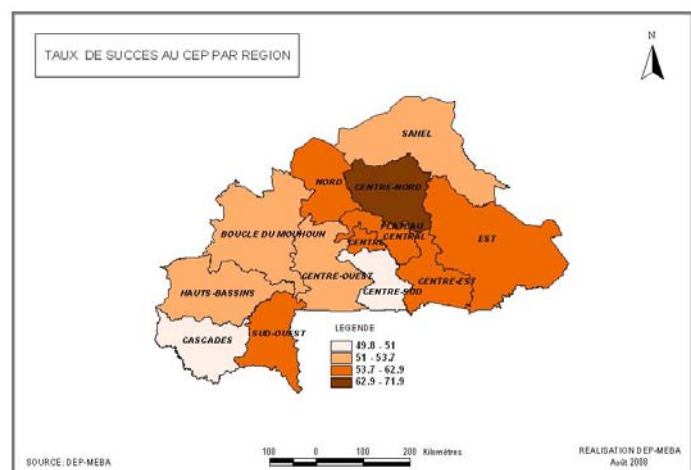 TAUX DE SUCCES AU CEP PAR REGION
N
SAHEL
NORD
CENTRE-NORD
PLATEAU
CENTRAL
BOUCLE DU MOUHOUN
CENTRE
EST
CENTRE-OUEST
CENTRE-EST
HAUTS-BASSINS
CENTRE-SUD
CASCADES
SUD-OUEST
LEGENDE
49.8 - 51
51 - 53.7
53.7 - 62.9
62.9 - 71.9
SOURCE: DEP-MEBA
100 0 100 200 Kilomètres
REALISATION DEP-MEBA
Août 2008